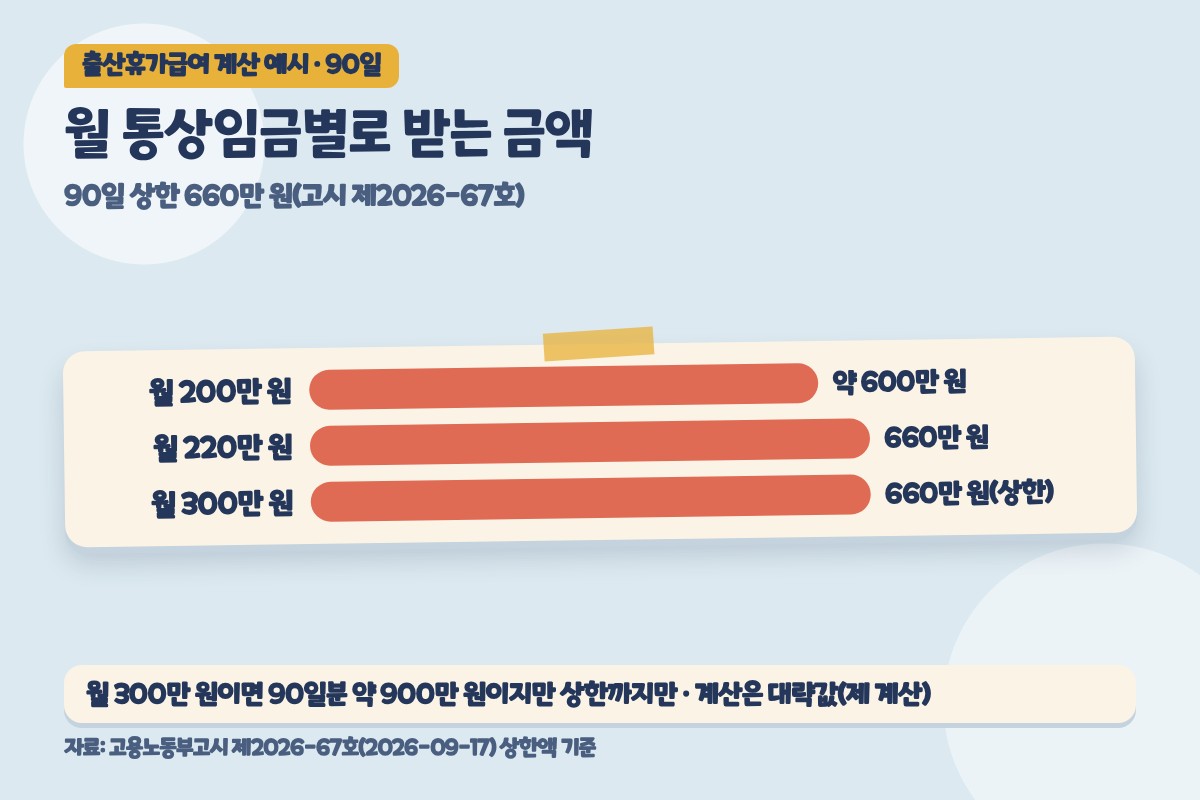 출산휴가급여 계산 예시 · 90일
월 통상임금별로 받는 금액
90일 상한 660만 원(고시 제2026-67호)
월 200만 원 약 600만 원
월 220만 원 660만 원
월 300만 원 660만 원(상한)
월 300만 원이면 90일분 약 900만 원이지만 상한까지만 · 계산은 대략값(제 계산)
자료: 고용노동부고시 제2026-67호(2026-09-17) 상한액 기준